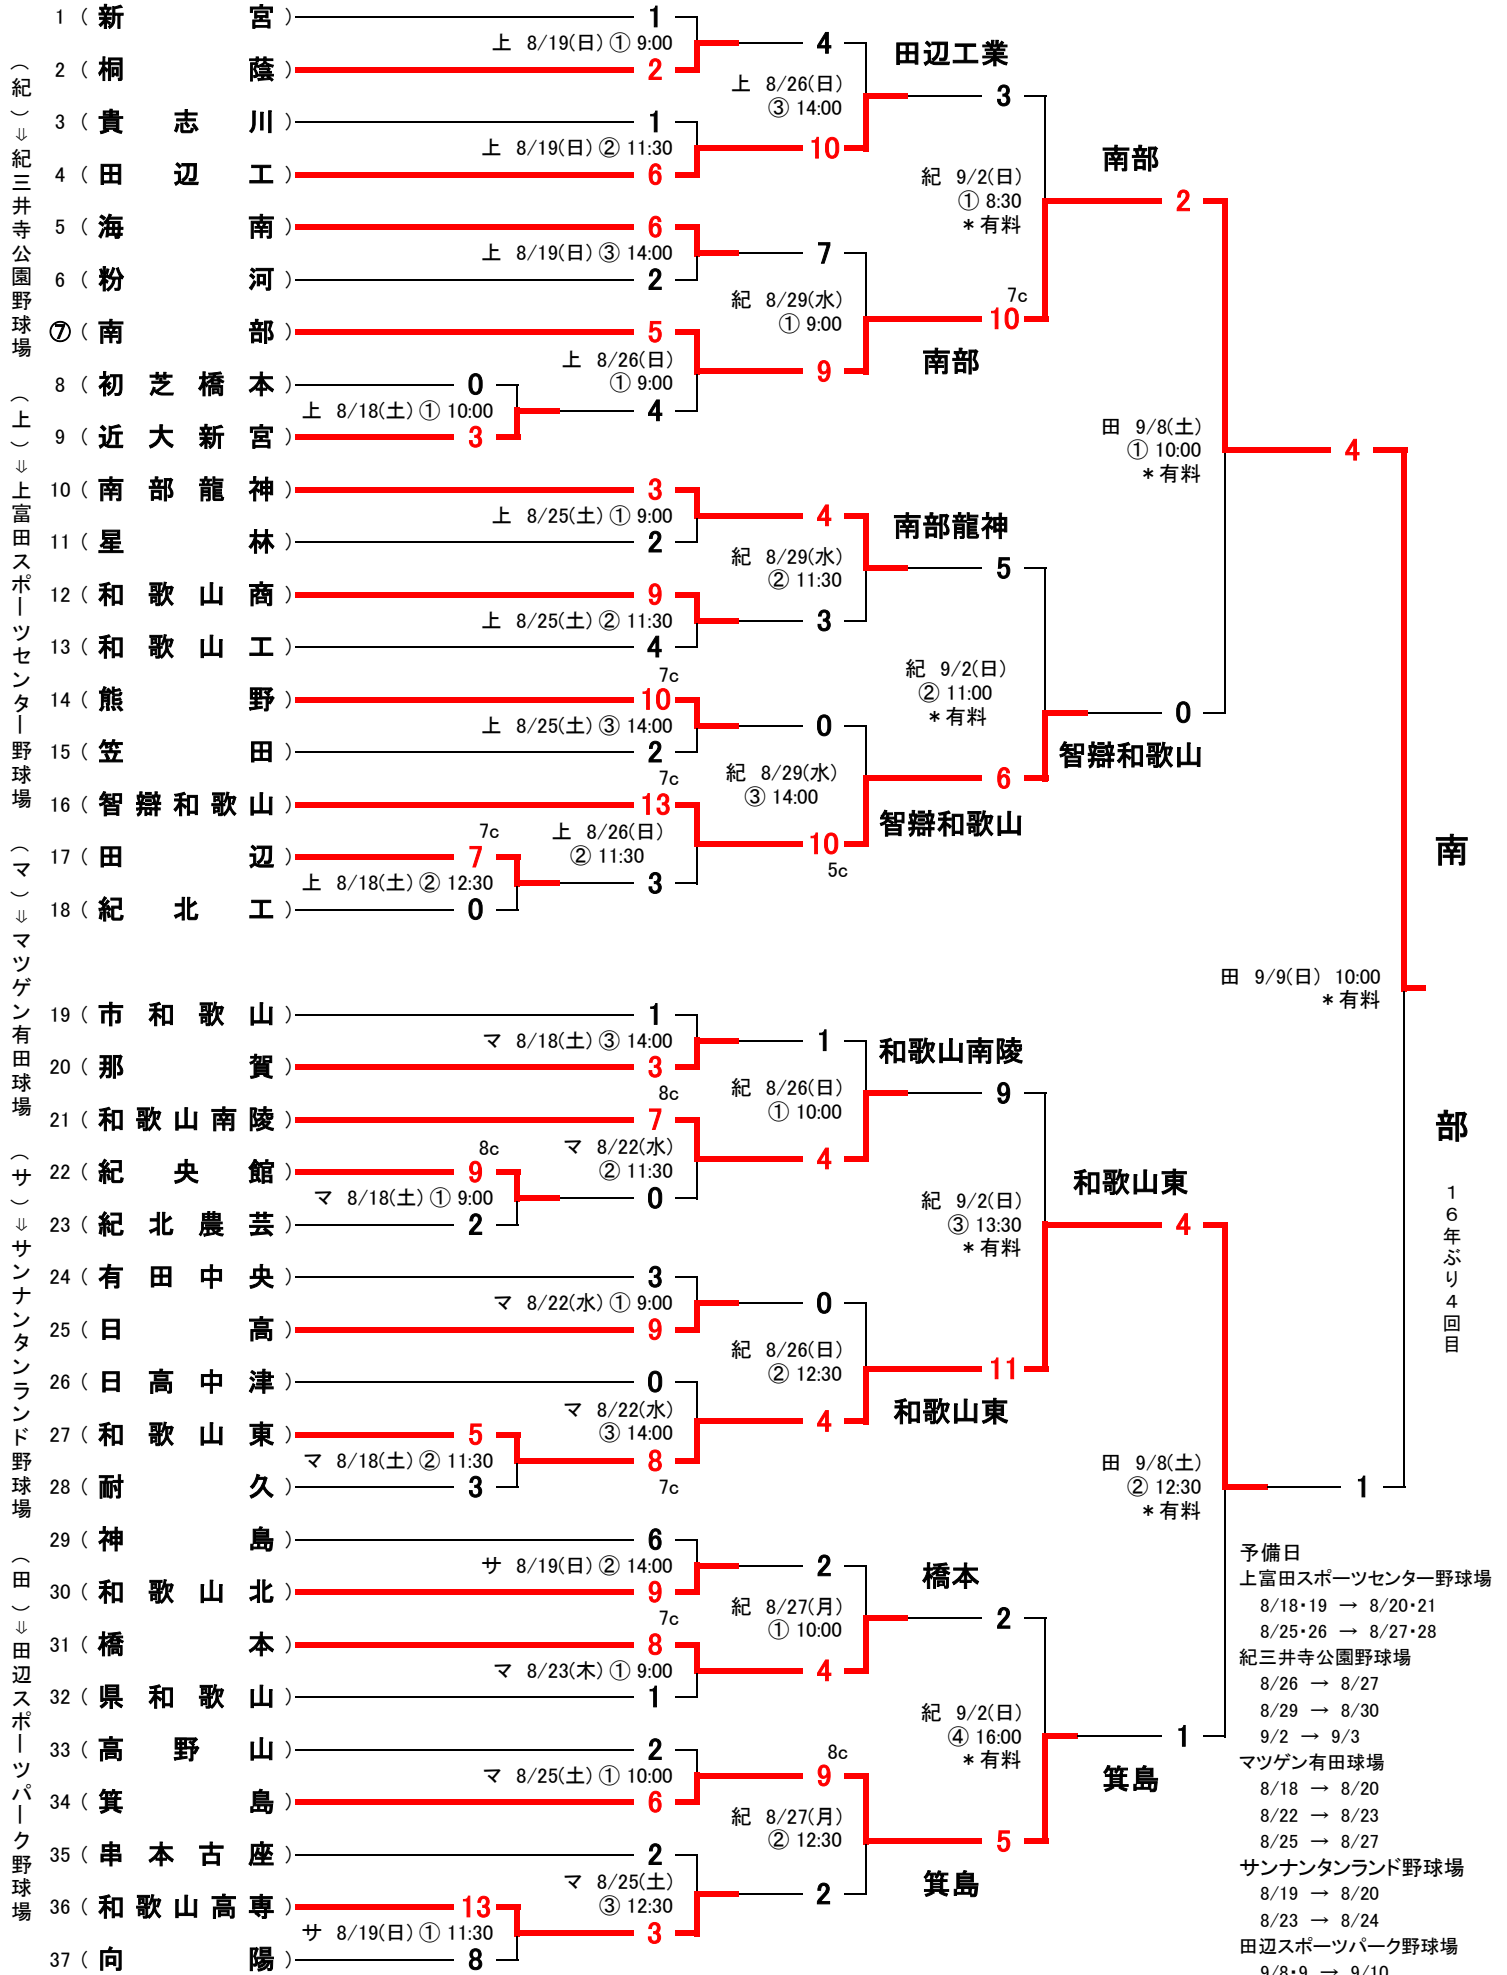 （紀）⇒紀三井寺公園野球場
（上）⇒上富田スポーツセンター野球場
（マ）⇒マツゲン有田球場
（サ）⇒サンナンタンランド野球場
（田）⇒田辺スポーツパーク野球場
1（新宮） 1
上 8/19(日) ① 9:00
2（桐蔭） 2
4
上 8/26(日)
③ 14:00
3（貴志川） 1
上 8/19(日) ② 11:30
4（田辺工） 6
10
田辺工業
3
紀 9/2(日)
① 8:30
＊有料
5（海南） 6
上 8/19(日) ③ 14:00
6（粉河） 2
7
紀 8/29(水)
① 9:00
⑦（南部） 5
上 8/26(日)
① 9:00
9
8（初芝橋本） 0
上 8/18(土) ① 10:00
4
9（近大新宮） 3
7c
10
南部
南部
2
田 9/8(土)
① 10:00
＊有料
10（南部龍神） 3
上 8/25(土) ① 9:00
11（星林） 2
4
紀 8/29(水)
② 11:30
12（和歌山商） 9
上 8/25(土) ② 11:30
13（和歌山工） 4
3
南部龍神
5
紀 9/2(日)
② 11:00
＊有料
7c
14（熊野） 10
上 8/25(土) ③ 14:00
15（笠田） 2
0
紀 8/29(水)
③ 14:00
7c
16（智辯和歌山） 13
上 8/26(日)
② 11:30
10
5c
7c
17（田辺） 7
上 8/18(土) ② 12:30
3
18（紀北工） 0
6
智辯和歌山
0
智辯和歌山
4
田 9/9(日) 10:00
＊有料
19（市和歌山） 1
マ 8/18(土) ③ 14:00
20（那賀） 3
1
紀 8/26(日)
① 10:00
8c
21（和歌山南陵） 7
マ 8/22(水)
② 11:30
4
8c
22（紀央館） 9
マ 8/18(土) ① 9:00
0
23（紀北農芸） 2
和歌山南陵
9
紀 9/2(日)
③ 13:30
＊有料
24（有田中央） 3
マ 8/22(水) ① 9:00
25（日高） 9
0
紀 8/26(日)
② 12:30
26（日高中津） 0
マ 8/22(水)
③ 14:00
4
27（和歌山東） 5
マ 8/18(土) ② 11:30
8
7c
28（耐久） 3
11
和歌山東
和歌山東
4
田 9/8(土)
② 12:30
＊有料
29（神島） 6
サ 8/19(日) ② 14:00
30（和歌山北） 9
2
紀 8/27(月)
① 10:00
7c
31（橋本） 8
マ 8/23(木) ① 9:00
32（県和歌山） 1
4
橋本
2
紀 9/2(日)
④ 16:00
＊有料
33（高野山） 2
マ 8/25(土) ① 10:00
34（箕島） 6
8c
9
紀 8/27(月)
② 12:30
35（串本古座） 2
マ 8/25(土)
③ 12:30
2
36（和歌山高専） 13
サ 8/19(日) ① 11:30
3
37（向陽） 8
5
箕島
1
箕島
1
南部
16年ぶり4回目
予備日
上富田スポーツセンター野球場
8/18・19 → 8/20・21
8/25・26 → 8/27・28
紀三井寺公園野球場
8/26 → 8/27
8/29 → 8/30
9/2 → 9/3
マツゲン有田球場
8/18 → 8/20
8/22 → 8/23
8/25 → 8/27
サンナンタンランド野球場
8/19 → 8/20
8/23 → 8/24
田辺スポーツパーク野球場
9/8・9 → 9/10